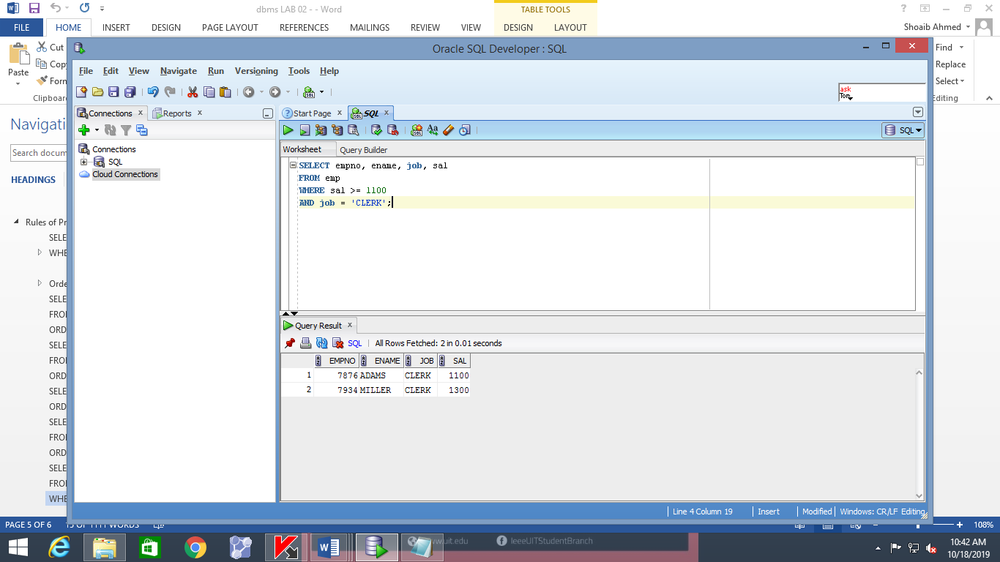 dbms LAB 02 - - Word
TABLE TOOLS
FILE HOME INSERT DESIGN PAGE LAYOUT REFERENCES MAILINGS REVIEW VIEW DESIGN LAYOUT
Shoaib Ahmed
Cut
Paste
Clipboard
Find
Replace
Select
Editing
Oracle SQL Developer : SQL
File Edit View Navigate Run Versioning Tools Help
ask
Tom
Connections
Reports
Start Page
SQL
SQL
Worksheet
Query Builder
Connections
SQL
Cloud Connections
SELECT empno, ename, job, sal
FROM emp
WHERE sal >= 1100
AND job = 'CLERK';
Query Result
SQL
All Rows Fetched: 2 in 0.01 seconds
EMPNO ENAME JOB SAL
1 7876 ADAMS CLERK 1100
2 7934 MILLER CLERK 1300
Line 4 Column 19
Insert
Modified
Windows: CR/LF Editing
Navigati
Search docum
HEADINGS
Rules of Pr
SELE
WHE
Orde
SELE
FRO
ORD
SELE
FRO
ORD
SELE
ORD
SELE
FRO
ORD
SELE
FRO
WHE
PAGE 5 OF 6
WORDS
108%
.uit.edu
IeeeUITStudentBranch
10:42 AM
10/18/2019